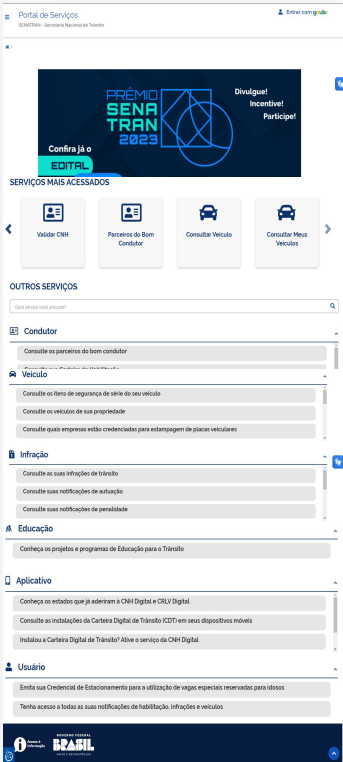 Portal de Serviços
SENATRAN - Secretaria Nacional de Trânsito
Entrar com gov.br
PRÊMIO
SENA
TRAN
2023
Divulgue!
Incentive!
Participe!
Confira já o
EDITAL
SERVIÇOS MAIS ACESSADOS
Validar CNH
Parceiros do Bom
Condutor
Consultar Veículo
Consultar Meus
Veículos
OUTROS SERVIÇOS
Qual serviço você precisa?
Condutor
Consulte os parceiros do bom condutor
Veículo
Consulte os itens de segurança de série do seu veículo
Consulte os veículos de sua propriedade
Consulte quais empresas estão credenciadas para estampagem de placas veiculares
Infração
Consulte as suas infrações de trânsito
Consulte suas notificações de autuação
Consulte suas notificações de penalidade
Educação
Conheça os projetos e programas de Educação para o Trânsito
Aplicativo
Conheça os estados que já aderiram à CNH Digital e CRLV Digital
Consulte as instalações da Carteira Digital de Trânsito (CDT) em seus dispositivos móveis
Instalou a Carteira Digital de Trânsito? Ative o serviço da CNH Digital
Usuário
Emita sua Credencial de Estacionamento para a utilização de vagas especiais reservadas para idosos
Tenha acesso a todas as suas notificações de habilitação, infrações e veículos
Acesso à
Informação
GOVERNO FEDERAL
BRASIL
UNIÃO E RECONSTRUÇÃO